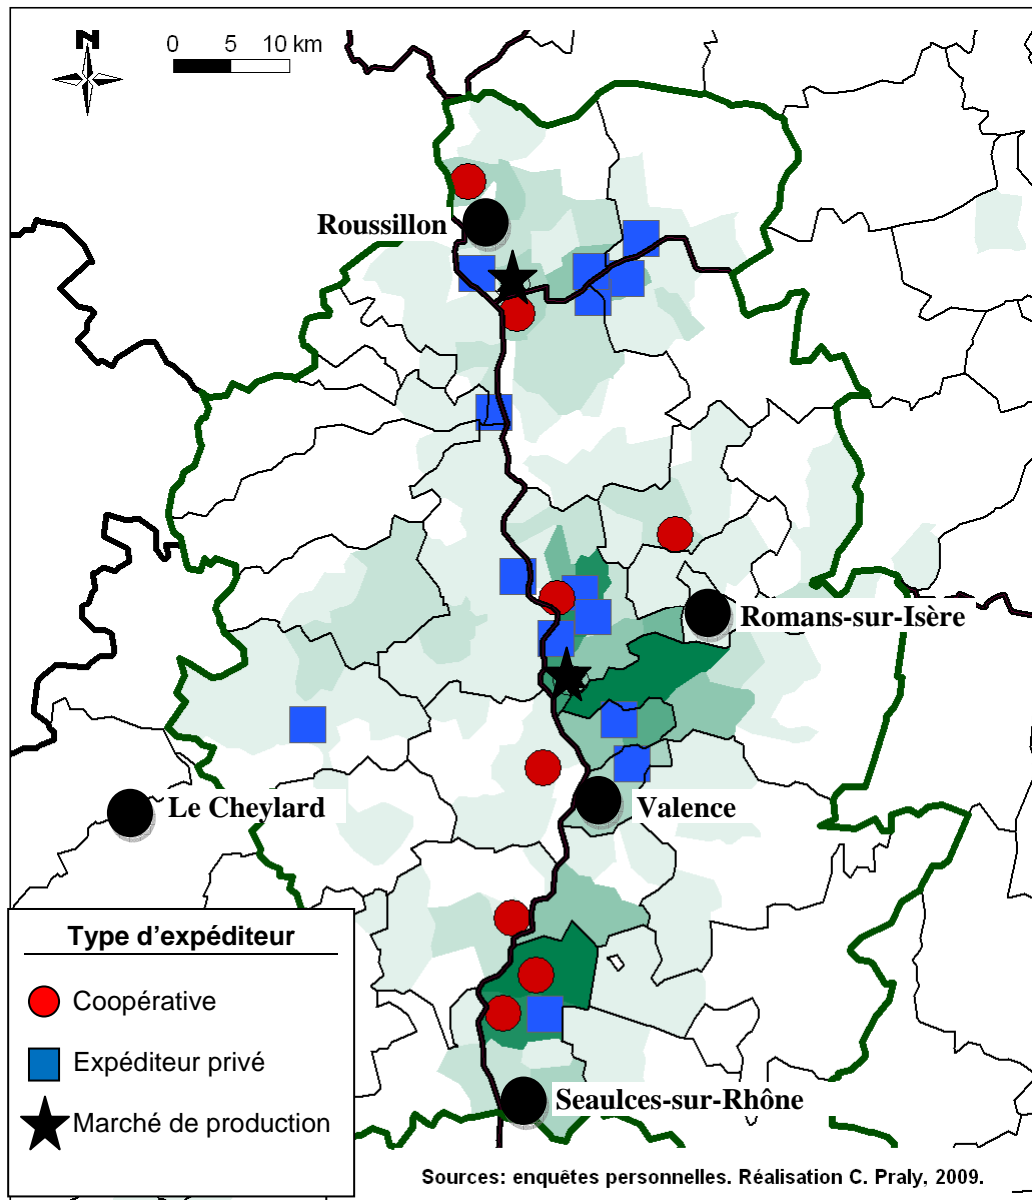 N
0 5 10 km
Roussillon
Romans-sur-Isère
Le Cheylard
Valence
Seaulces-sur-Rhône
Type d'expéditeur
Coopérative
Expéditeur privé
Marché de production
Sources: enquêtes personnelles. Réalisation C. Praly, 2009.